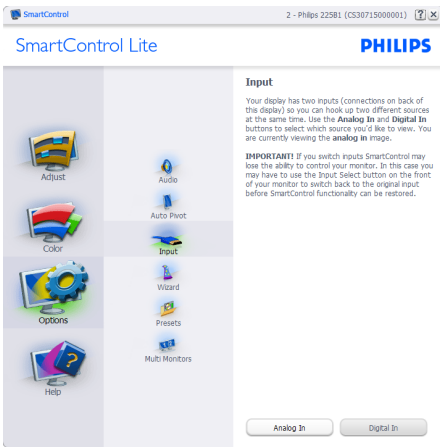 SmartControl
2 - Philips 225B1 (CS30715000001)
?
SmartControl Lite
PHILIPS
Adjust
Color
Options
Help
Audio
Auto Pivot
Input
Wizard
Presets
Multi Monitors
Input
Your display has two inputs (connections on back of
this display) so you can hook up two different sources
at the same time. Use the Analog In and Digital In
buttons to select which source you'd like to view. You
are currently viewing the analog in image.
IMPORTANT! If you switch inputs SmartControl may
lose the ability to control your monitor. In this case you
may have to use the Input Select button on the front
of your monitor to switch back to the original input
before SmartControl functionality can be restored.
Analog In
Digital In